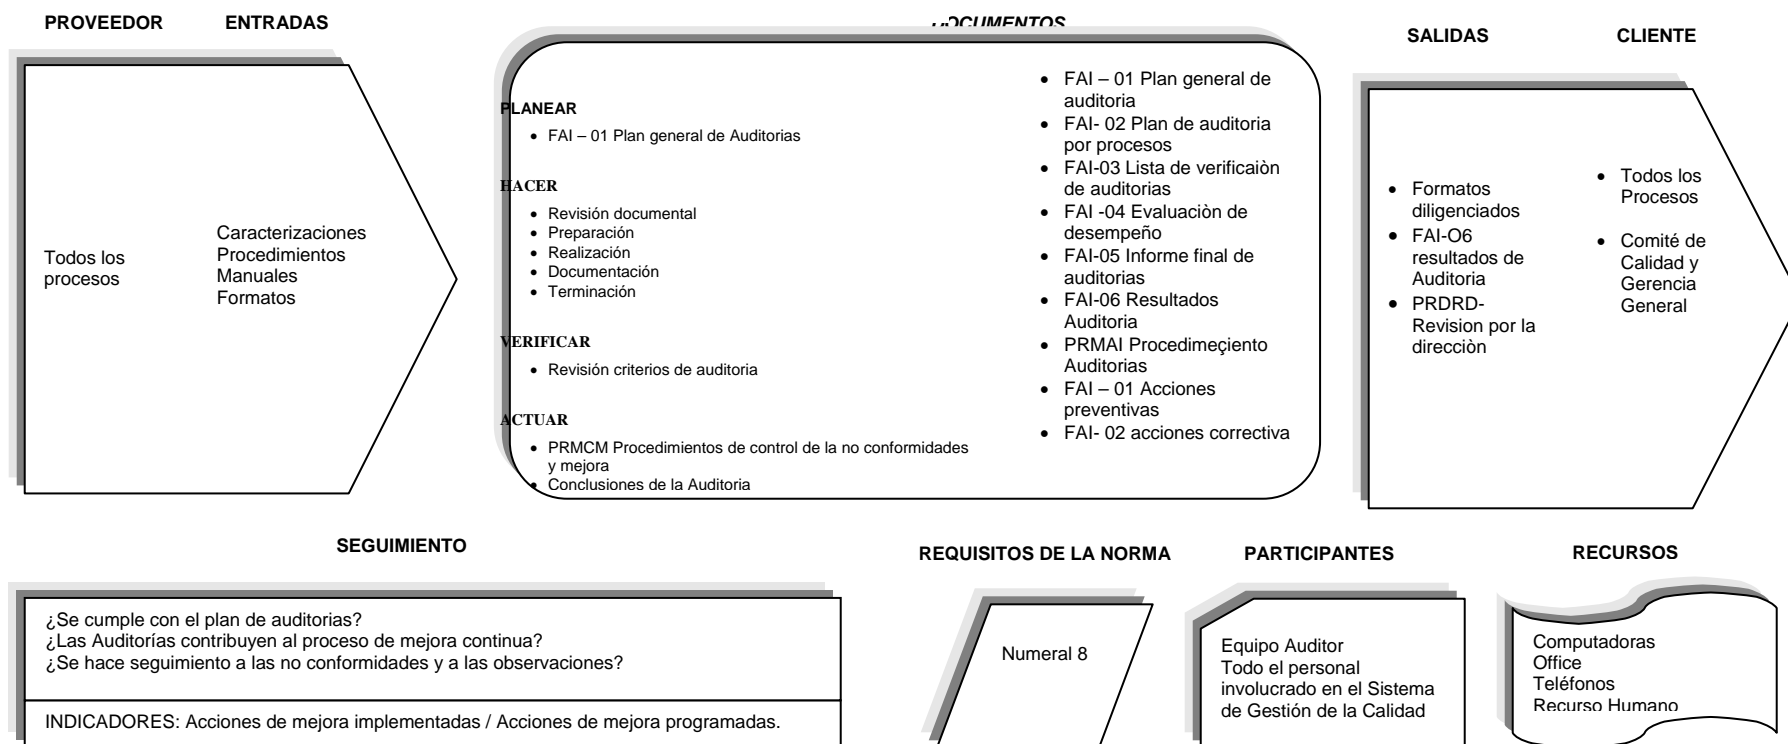 PROVEEDOR
ENTRADAS
DOCUMENTOS
SALIDAS
CLIENTE
Todos los
procesos
Caracterizaciones
Procedimientos
Manuales
Formatos
PLANEAR
• FAI – 01 Plan general de Auditorias
HACER
• Revisión documental
• Preparación
• Realización
• Documentación
• Terminación
VERIFICAR
• Revisión criterios de auditoria
ACTUAR
• PRMCM Procedimientos de control de la no conformidades
y mejora
• Conclusiones de la Auditoria
• FAI – 01 Plan general de
auditoria
• FAI- 02 Plan de auditoria
por procesos
• FAI-03 Lista de verificaiòn
de auditorias
• FAI -04 Evaluaciòn de
desempeño
• FAI-05 Informe final de
auditorias
• FAI-06 Resultados
Auditoria
• PRMAI Procedimeçiento
Auditorias
• FAI – 01 Acciones
preventivas
• FAI- 02 acciones correctiva
• Formatos
diligenciados
• FAI-O6
resultados de
Auditoria
• PRDRD-
Revision por la
direcciòn
• Todos los
Procesos
• Comité de
Calidad y
Gerencia
General
SEGUIMIENTO
¿Se cumple con el plan de auditorias?
¿Las Auditorías contribuyen al proceso de mejora continua?
¿Se hace seguimiento a las no conformidades y a las observaciones?
INDICADORES: Acciones de mejora implementadas / Acciones de mejora programadas.
REQUISITOS DE LA NORMA
Numeral 8
PARTICIPANTES
Equipo Auditor
Todo el personal
involucrado en el Sistema
de Gestión de la Calidad
RECURSOS
Computadoras
Office
Teléfonos
Recurso Humano